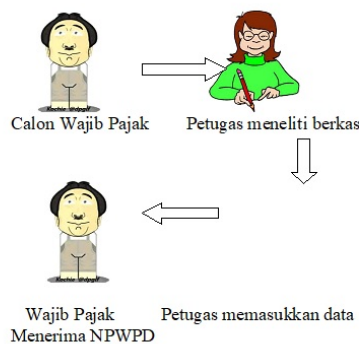 Calon Wajib Pajak
Petugas meneliti berkas
Wajib Pajak
Menerima NPWPD
Petugas memasukkan data